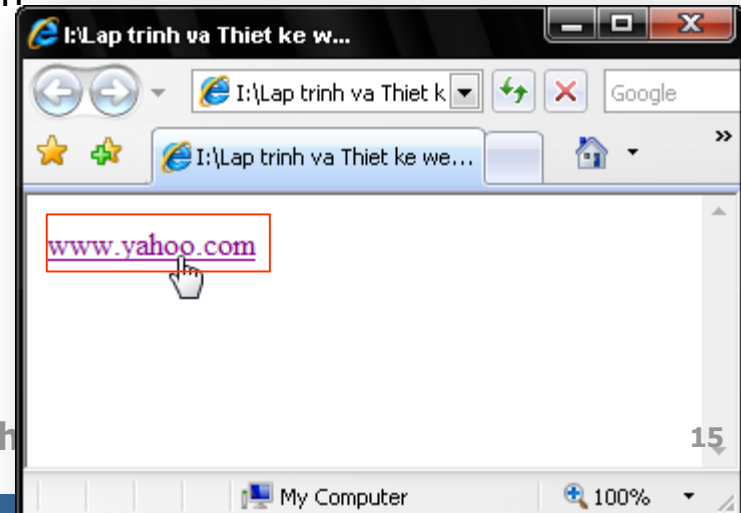 I:\Lap trinh va Thiet ke w...
I:\Lap trinh va Thiet k
Google
I:\Lap trinh va Thiet ke we...
»
www.yahoo.com
h
15
My Computer
100%